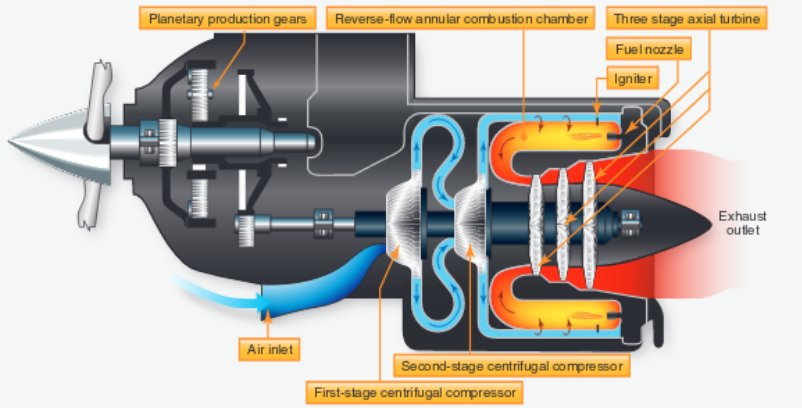 Planetary production gears
Reverse-flow annular combustion chamber
Three stage axial turbine
Fuel nozzle
Igniter
Exhaust
outlet
Air inlet
Second-stage centrifugal compressor
First-stage centrifugal compressor